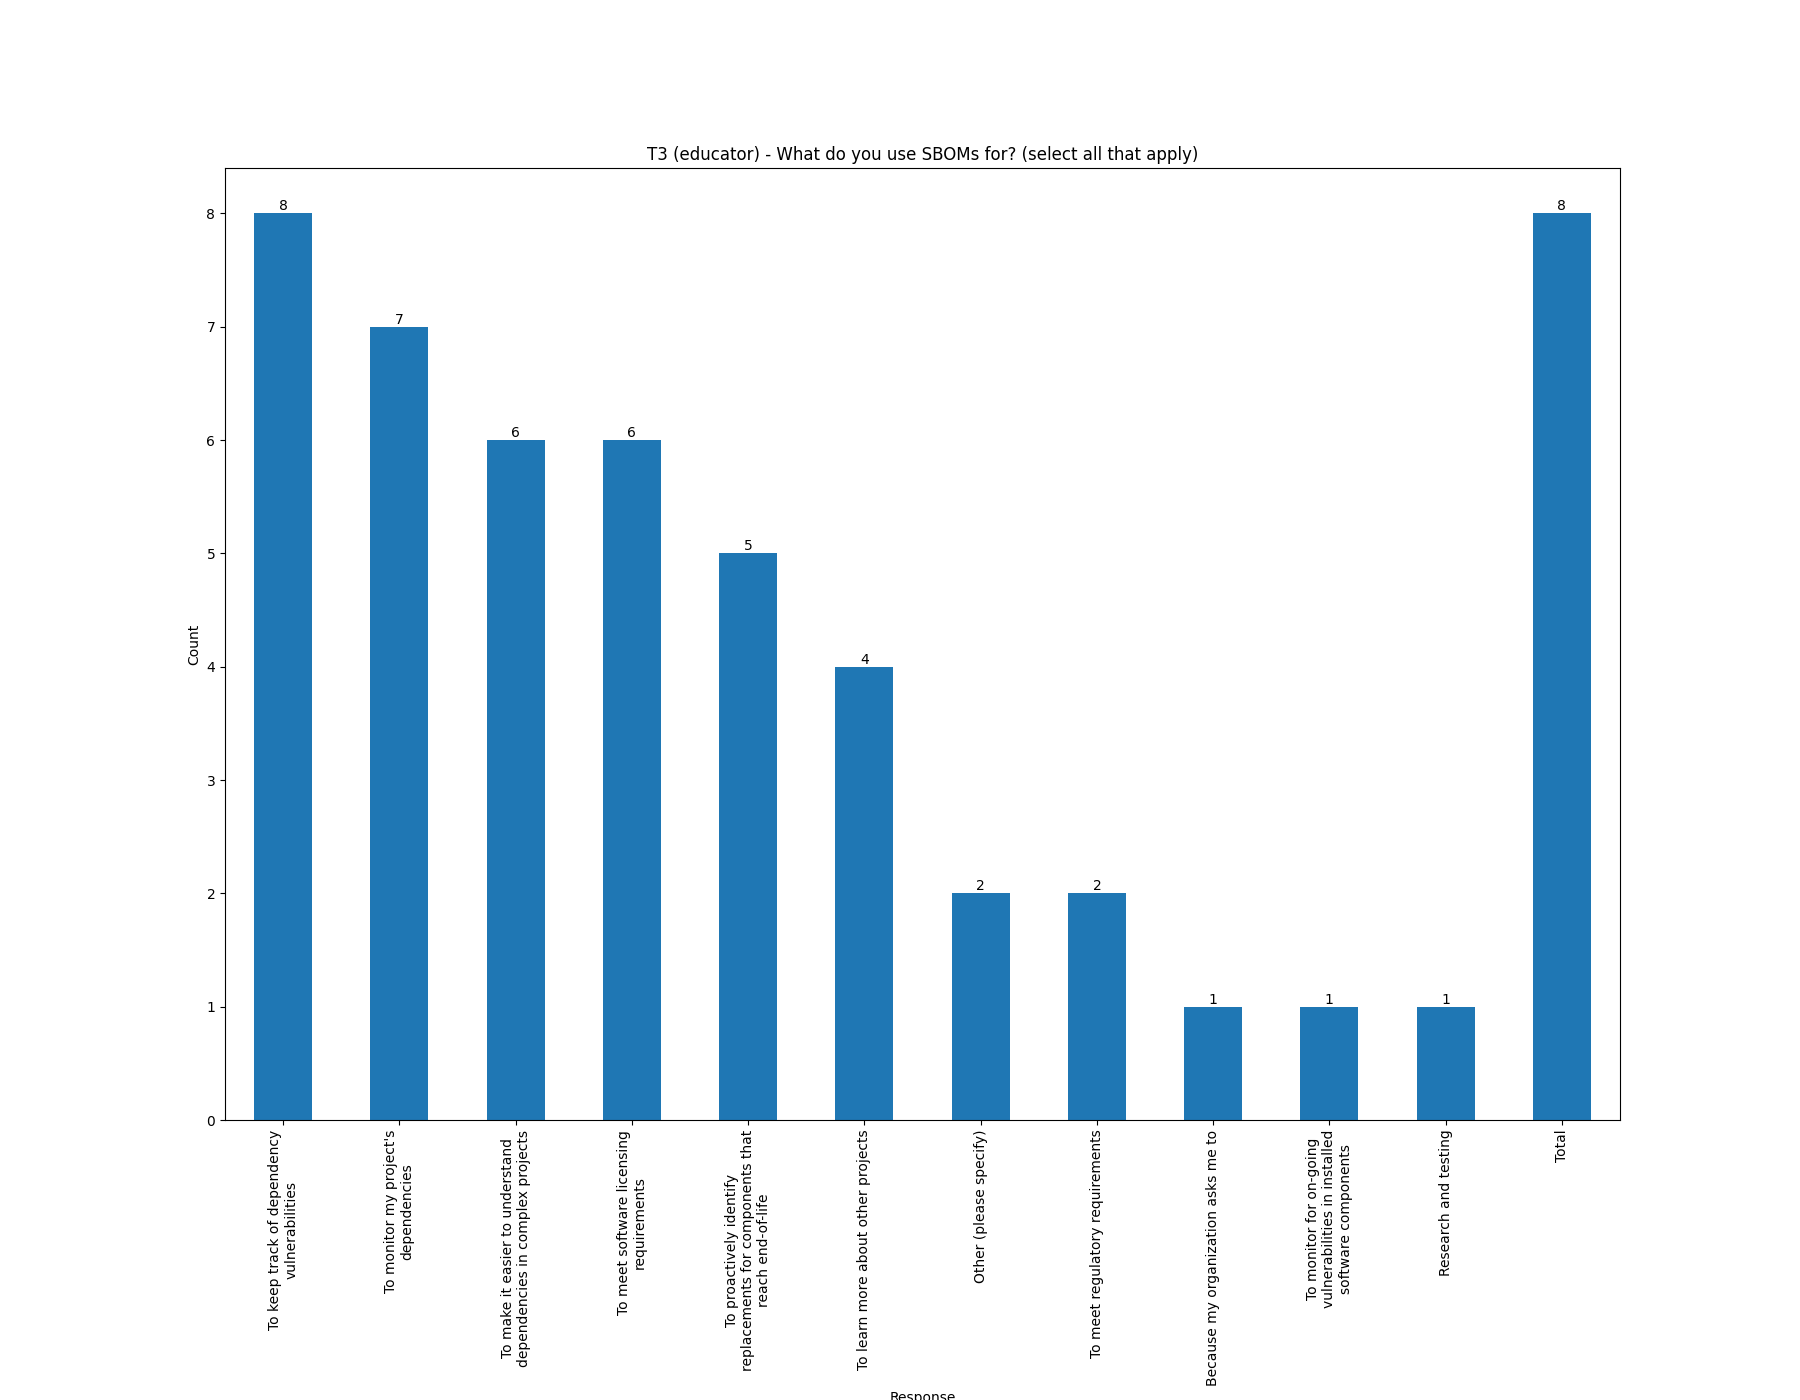 T3 (educator) - What do you use SBOMs for? (select all that apply)
8
7
6
6
5
4
2
2
1
1
1
8
Count
8
7
6
5
4
3
2
1
0
To keep track of dependency
vulnerabilities
To monitor my project's
dependencies
To make it easier to understand
dependencies in complex projects
To meet software licensing
requirements
To proactively identify
replacements for components that
reach end-of-life
To learn more about other projects
Other (please specify)
To meet regulatory requirements
Because my organization asks me to
To monitor for on-going
vulnerabilities in installed
software components
Research and testing
Total
Response